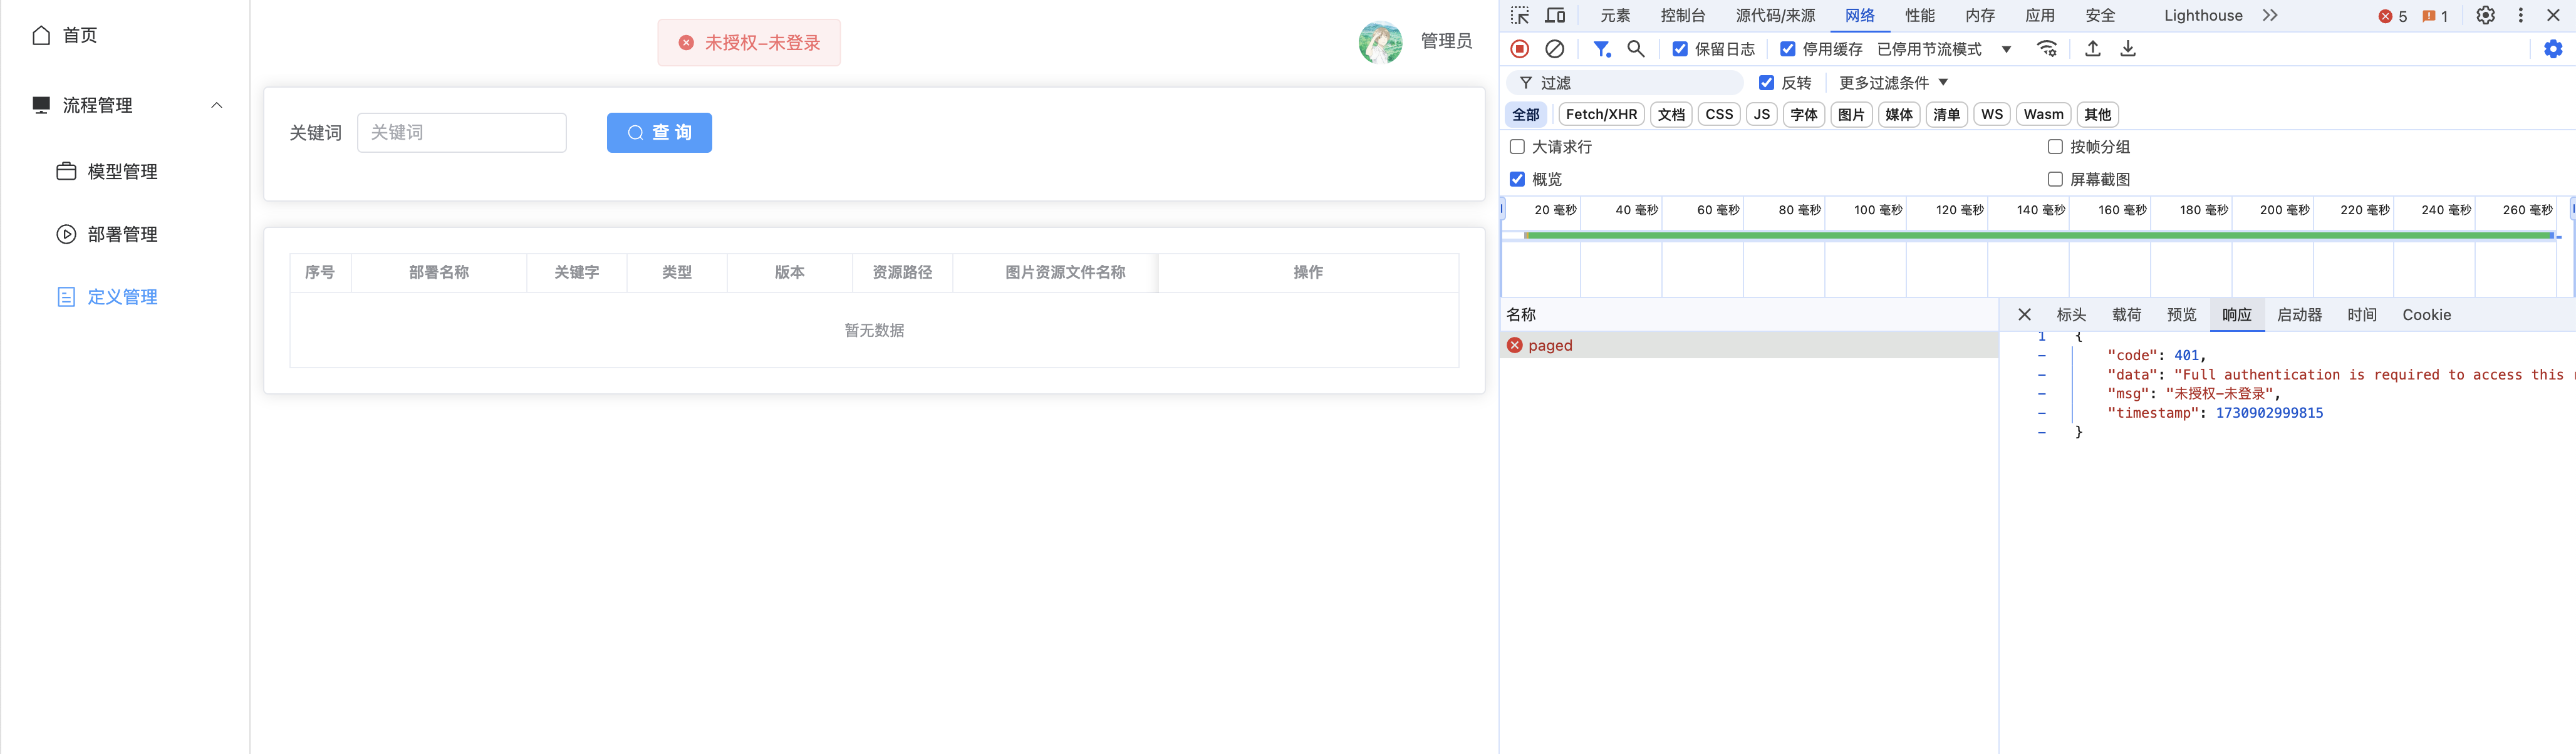 首页
流程管理
模型管理
部署管理
定义管理
未授权-未登录
管理员
关键词 关键词 查 询
序号 部署名称 关键字 类型 版本 资源路径 图片资源文件名称 操作
暂无数据
元素 控制台 源代码/来源 网络 性能 内存 应用 安全 Lighthouse 5 1
保留日志 停用缓存 已停用节流模式
过滤 反转 更多过滤条件
全部 Fetch/XHR 文档 CSS JS 字体 图片 媒体 清单 WS Wasm 其他
大请求行 按帧分组
概览 屏幕截图
20 毫秒 40 毫秒 60 毫秒 80 毫秒 100 毫秒 120 毫秒 140 毫秒 160 毫秒 180 毫秒 200 毫秒 220 毫秒 240 毫秒 260 毫秒
名称
paged
标头 载荷 预览 响应 启动器 时间 Cookie
1 {
- "code": 401,
- "data": "Full authentication is required to access this
- "msg": "未授权-未登录",
- "timestamp": 1730902999815
- }